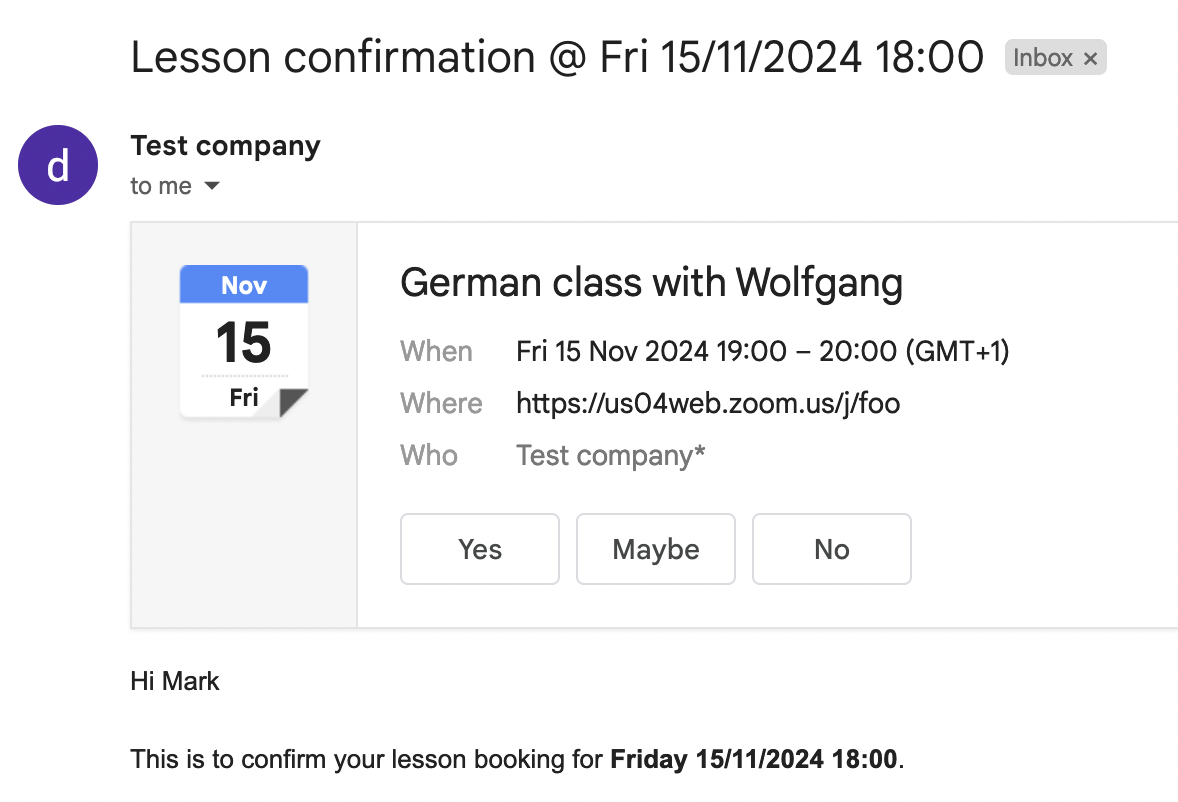 Lesson confirmation @ Fri 15/11/2024 18:00 Inbox ×
d
Test company
to me
Nov
15
Fri
German class with Wolfgang
When Fri 15 Nov 2024 19:00 – 20:00 (GMT+1)
Where https://us04web.zoom.us/j/foo
Who Test company*
Yes Maybe No
Hi Mark
This is to confirm your lesson booking for Friday 15/11/2024 18:00.